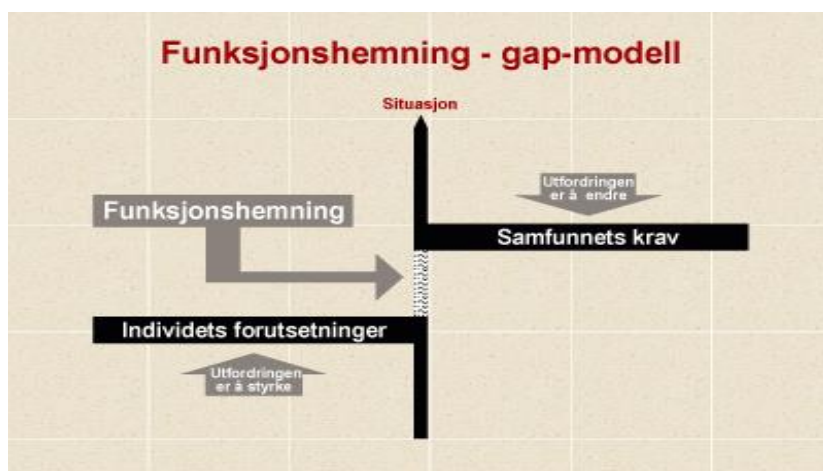 Funksjonshemning - gap-modell
Situasjon
Utfordringen
er å endre
Funksjonshemning
Samfunnets krav
Individets forutsetninger
Utfordringen
er å styrke